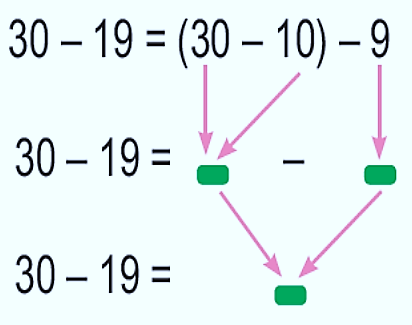 30 – 19 = (30 – 10) – 9
30 – 19 = –
30 – 19 =